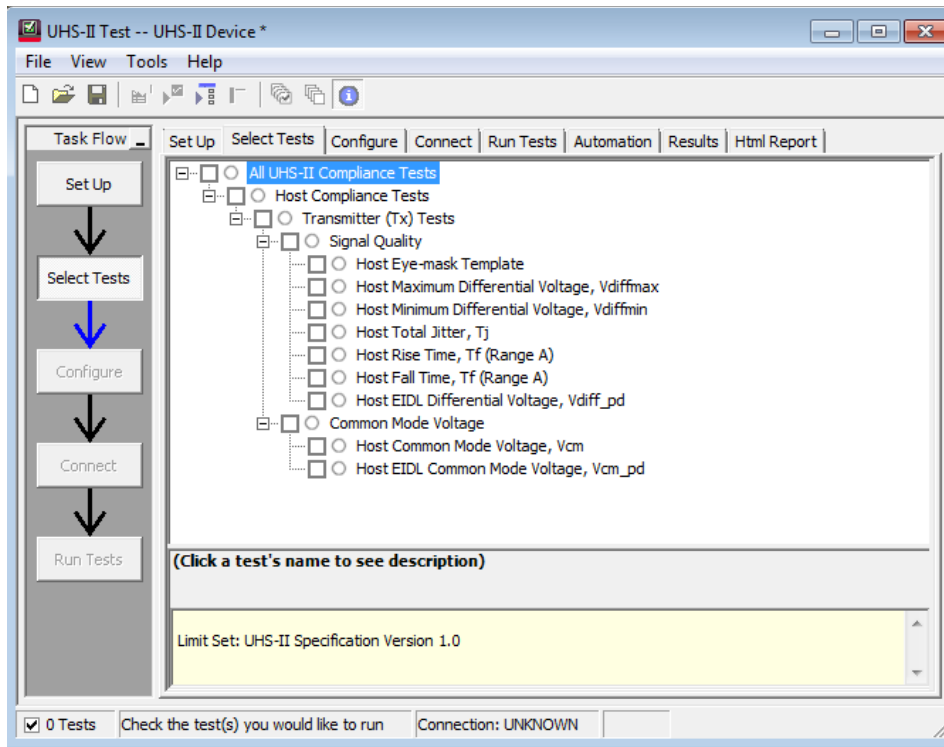 UHS-II Test -- UHS-II Device *
File View Tools Help
Task Flow
Set Up
Select Tests
Configure
Connect
Run Tests
Set Up Select Tests Configure Connect Run Tests Automation Results Html Report
All UHS-II Compliance Tests
Host Compliance Tests
Transmitter (Tx) Tests
Signal Quality
Host Eye-mask Template
Host Maximum Differential Voltage, Vdiffmax
Host Minimum Differential Voltage, Vdiffmin
Host Total Jitter, Tj
Host Rise Time, Tf (Range A)
Host Fall Time, Tf (Range A)
Host EIDL Differential Voltage, Vdiff_pd
Common Mode Voltage
Host Common Mode Voltage, Vcm
Host EIDL Common Mode Voltage, Vcm_pd
(Click a test's name to see description)
Limit Set: UHS-II Specification Version 1.0
0 Tests Check the test(s) you would like to run Connection: UNKNOWN